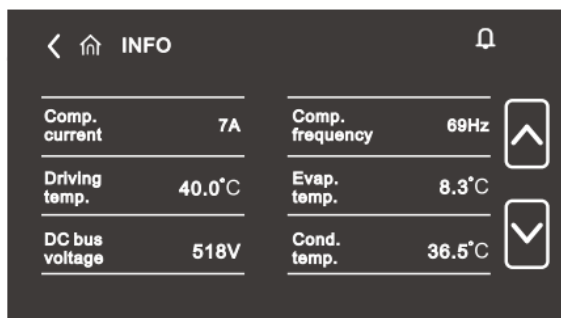 INFO
Comp.
current
7A
Comp.
frequency
69Hz
Driving
temp.
40.0°C
Evap.
temp.
8.3°C
DC bus
voltage
518V
Cond.
temp.
36.5°C